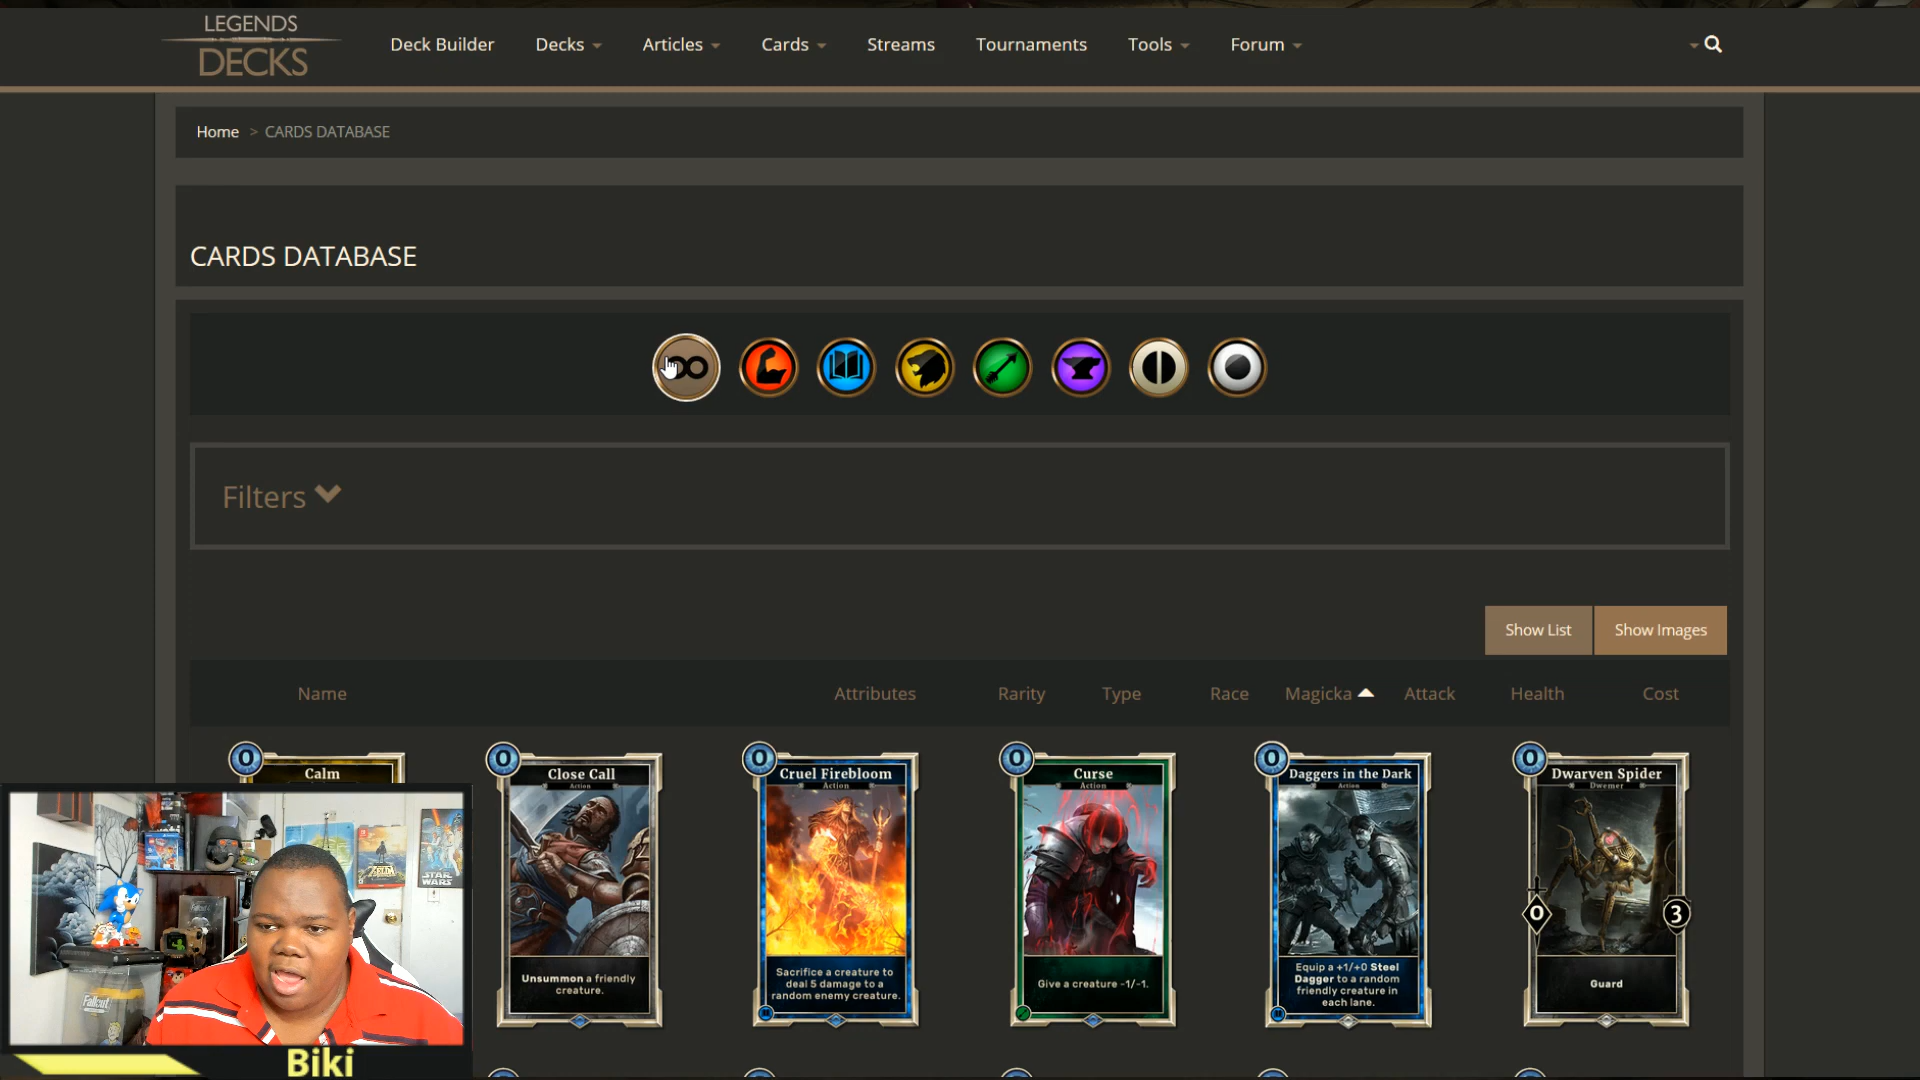 LEGENDS
DECKS
Deck Builder
Decks
Articles
Cards
Streams
Tournaments
Tools
Forum
Home > CARDS DATABASE
CARDS DATABASE
Filters
Show List
Show Images
Name
Attributes
Rarity
Type
Race
Magicka
Attack
Health
Cost
0
Calm
0
Close Call
Action
Unsummon a friendly
creature.
0
Cruel Firebloom
Action
Sacrifice a creature to
deal 5 damage to a
random enemy creature.
0
Curse
Action
Give a creature -1/-1.
0
Daggers in the Dark
Action
Equip a +1/+0 Steel
Dagger to a random
friendly creature in
each lane.
0
Dwarven Spider
Dwemer
0
3
Guard
ZELDA
STAR
WARS
Fallout
Biki